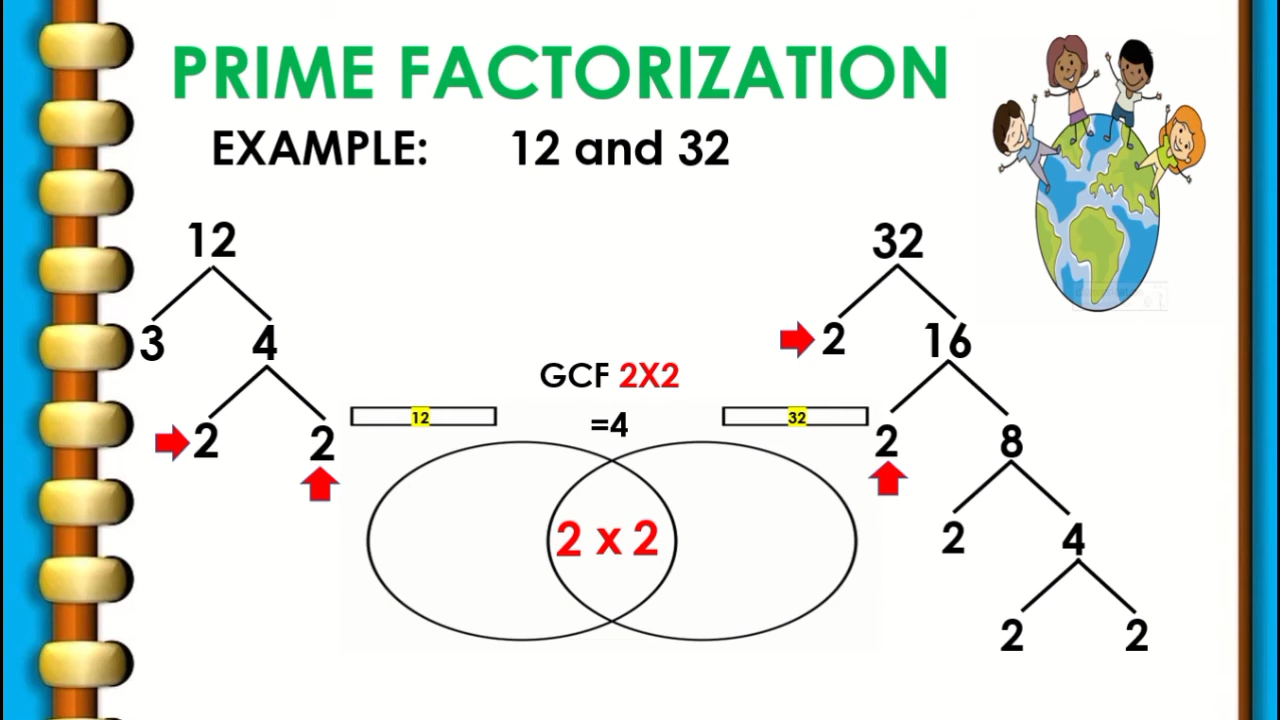 PRIME FACTORIZATION
EXAMPLE: 12 and 32
12
32
3 4
2 16
GCF 2X2
=4
12
32
2 2
2 8
2 x 2
2 4
2 2